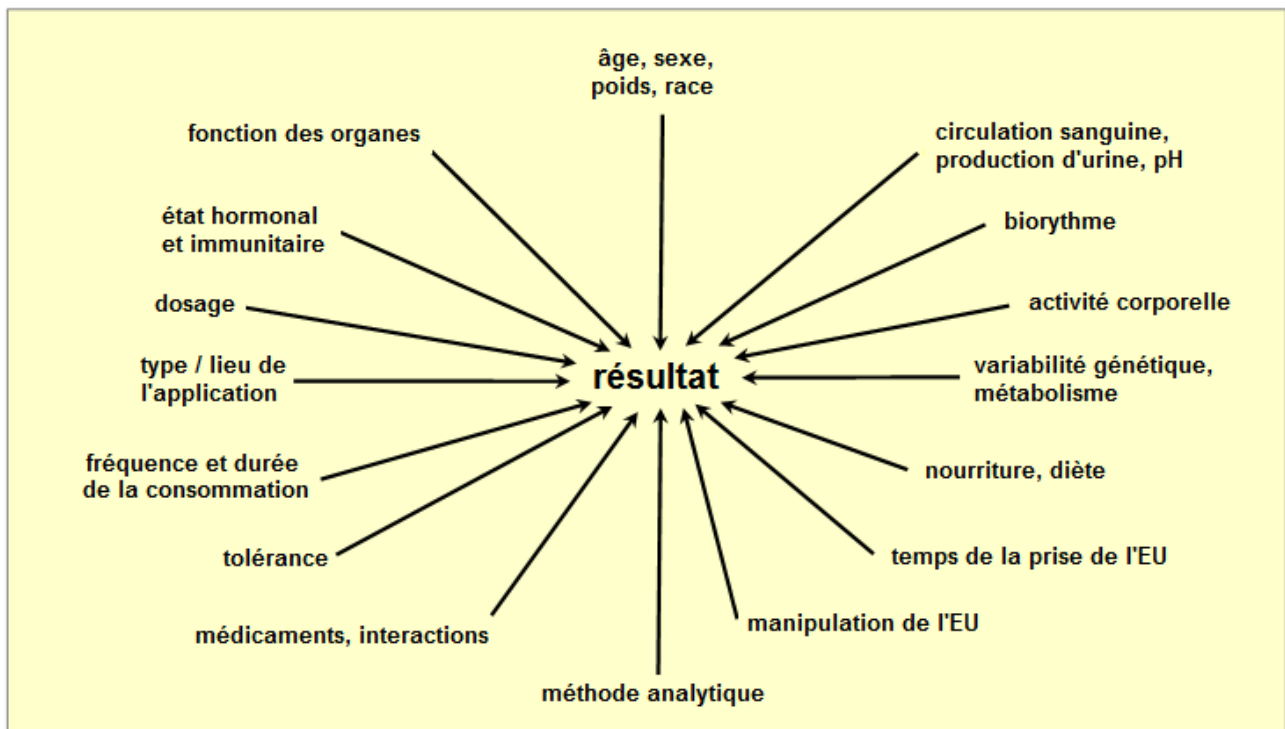 âge, sexe,
poids, race
fonction des organes
circulation sanguine,
production d'urine, pH
état hormonal
et immunitaire
biorythme
dosage
activité corporelle
type / lieu de
l'application
résultat
variabilité génétique,
métabolisme
fréquence et durée
de la consommation
nourriture, diète
tolérance
temps de la prise de l'EU
médicaments, interactions
manipulation de l'EU
méthode analytique